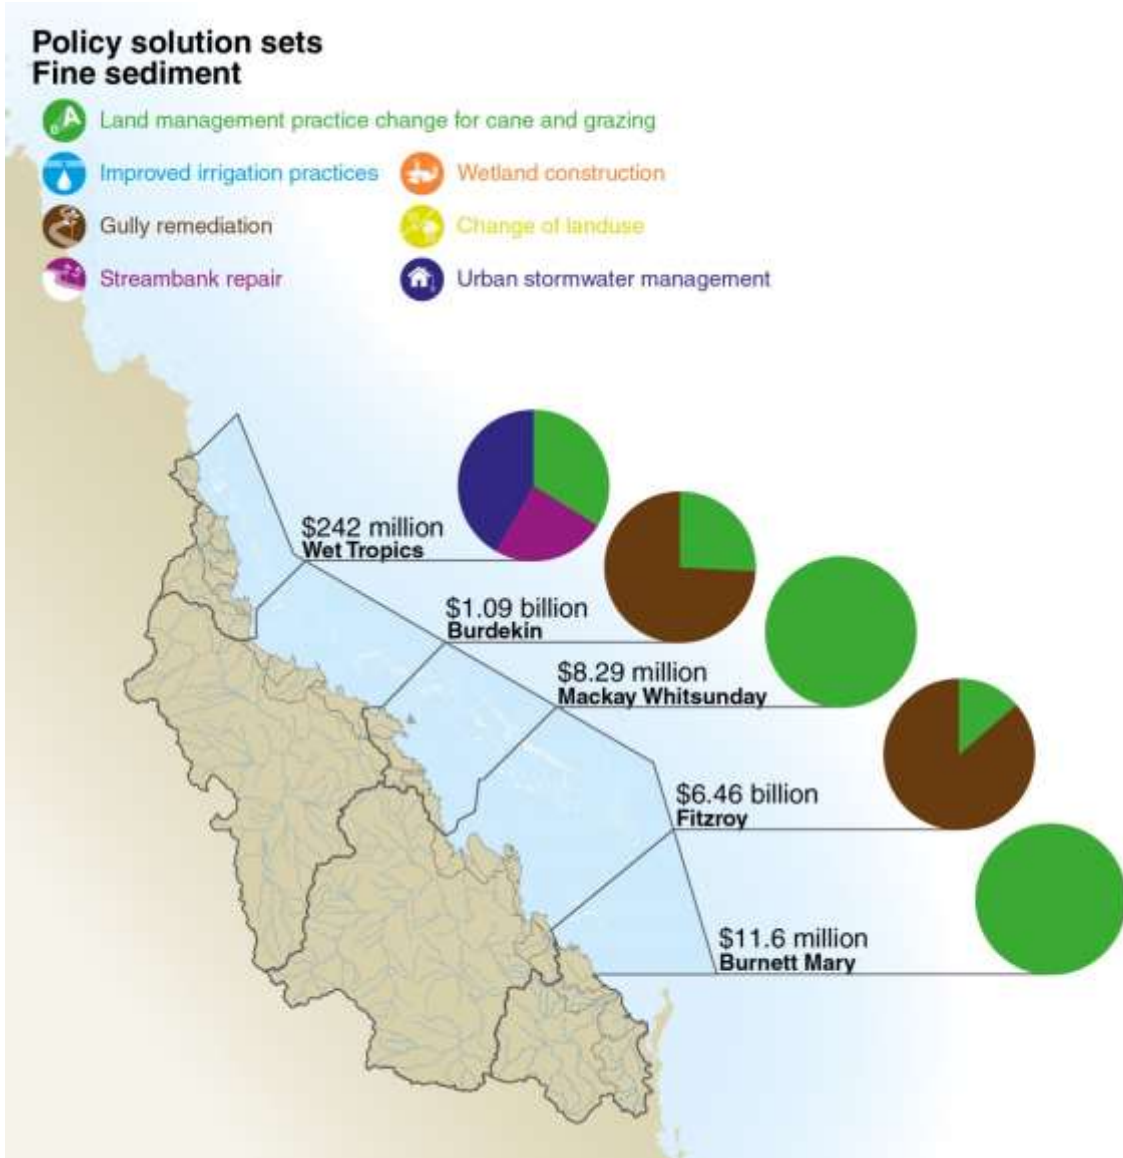 Policy solution sets
Fine sediment
A
Land management practice change for cane and grazing
Improved irrigation practices
Wetland construction
Gully remediation
Change of landuse
Streambank repair
Urban stormwater management
$242 million
Wet Tropics
$1.09 billion
Burdekin
$8.29 million
Mackay Whitsunday
$6.46 billion
Fitzroy
$11.6 million
Burnett Mary